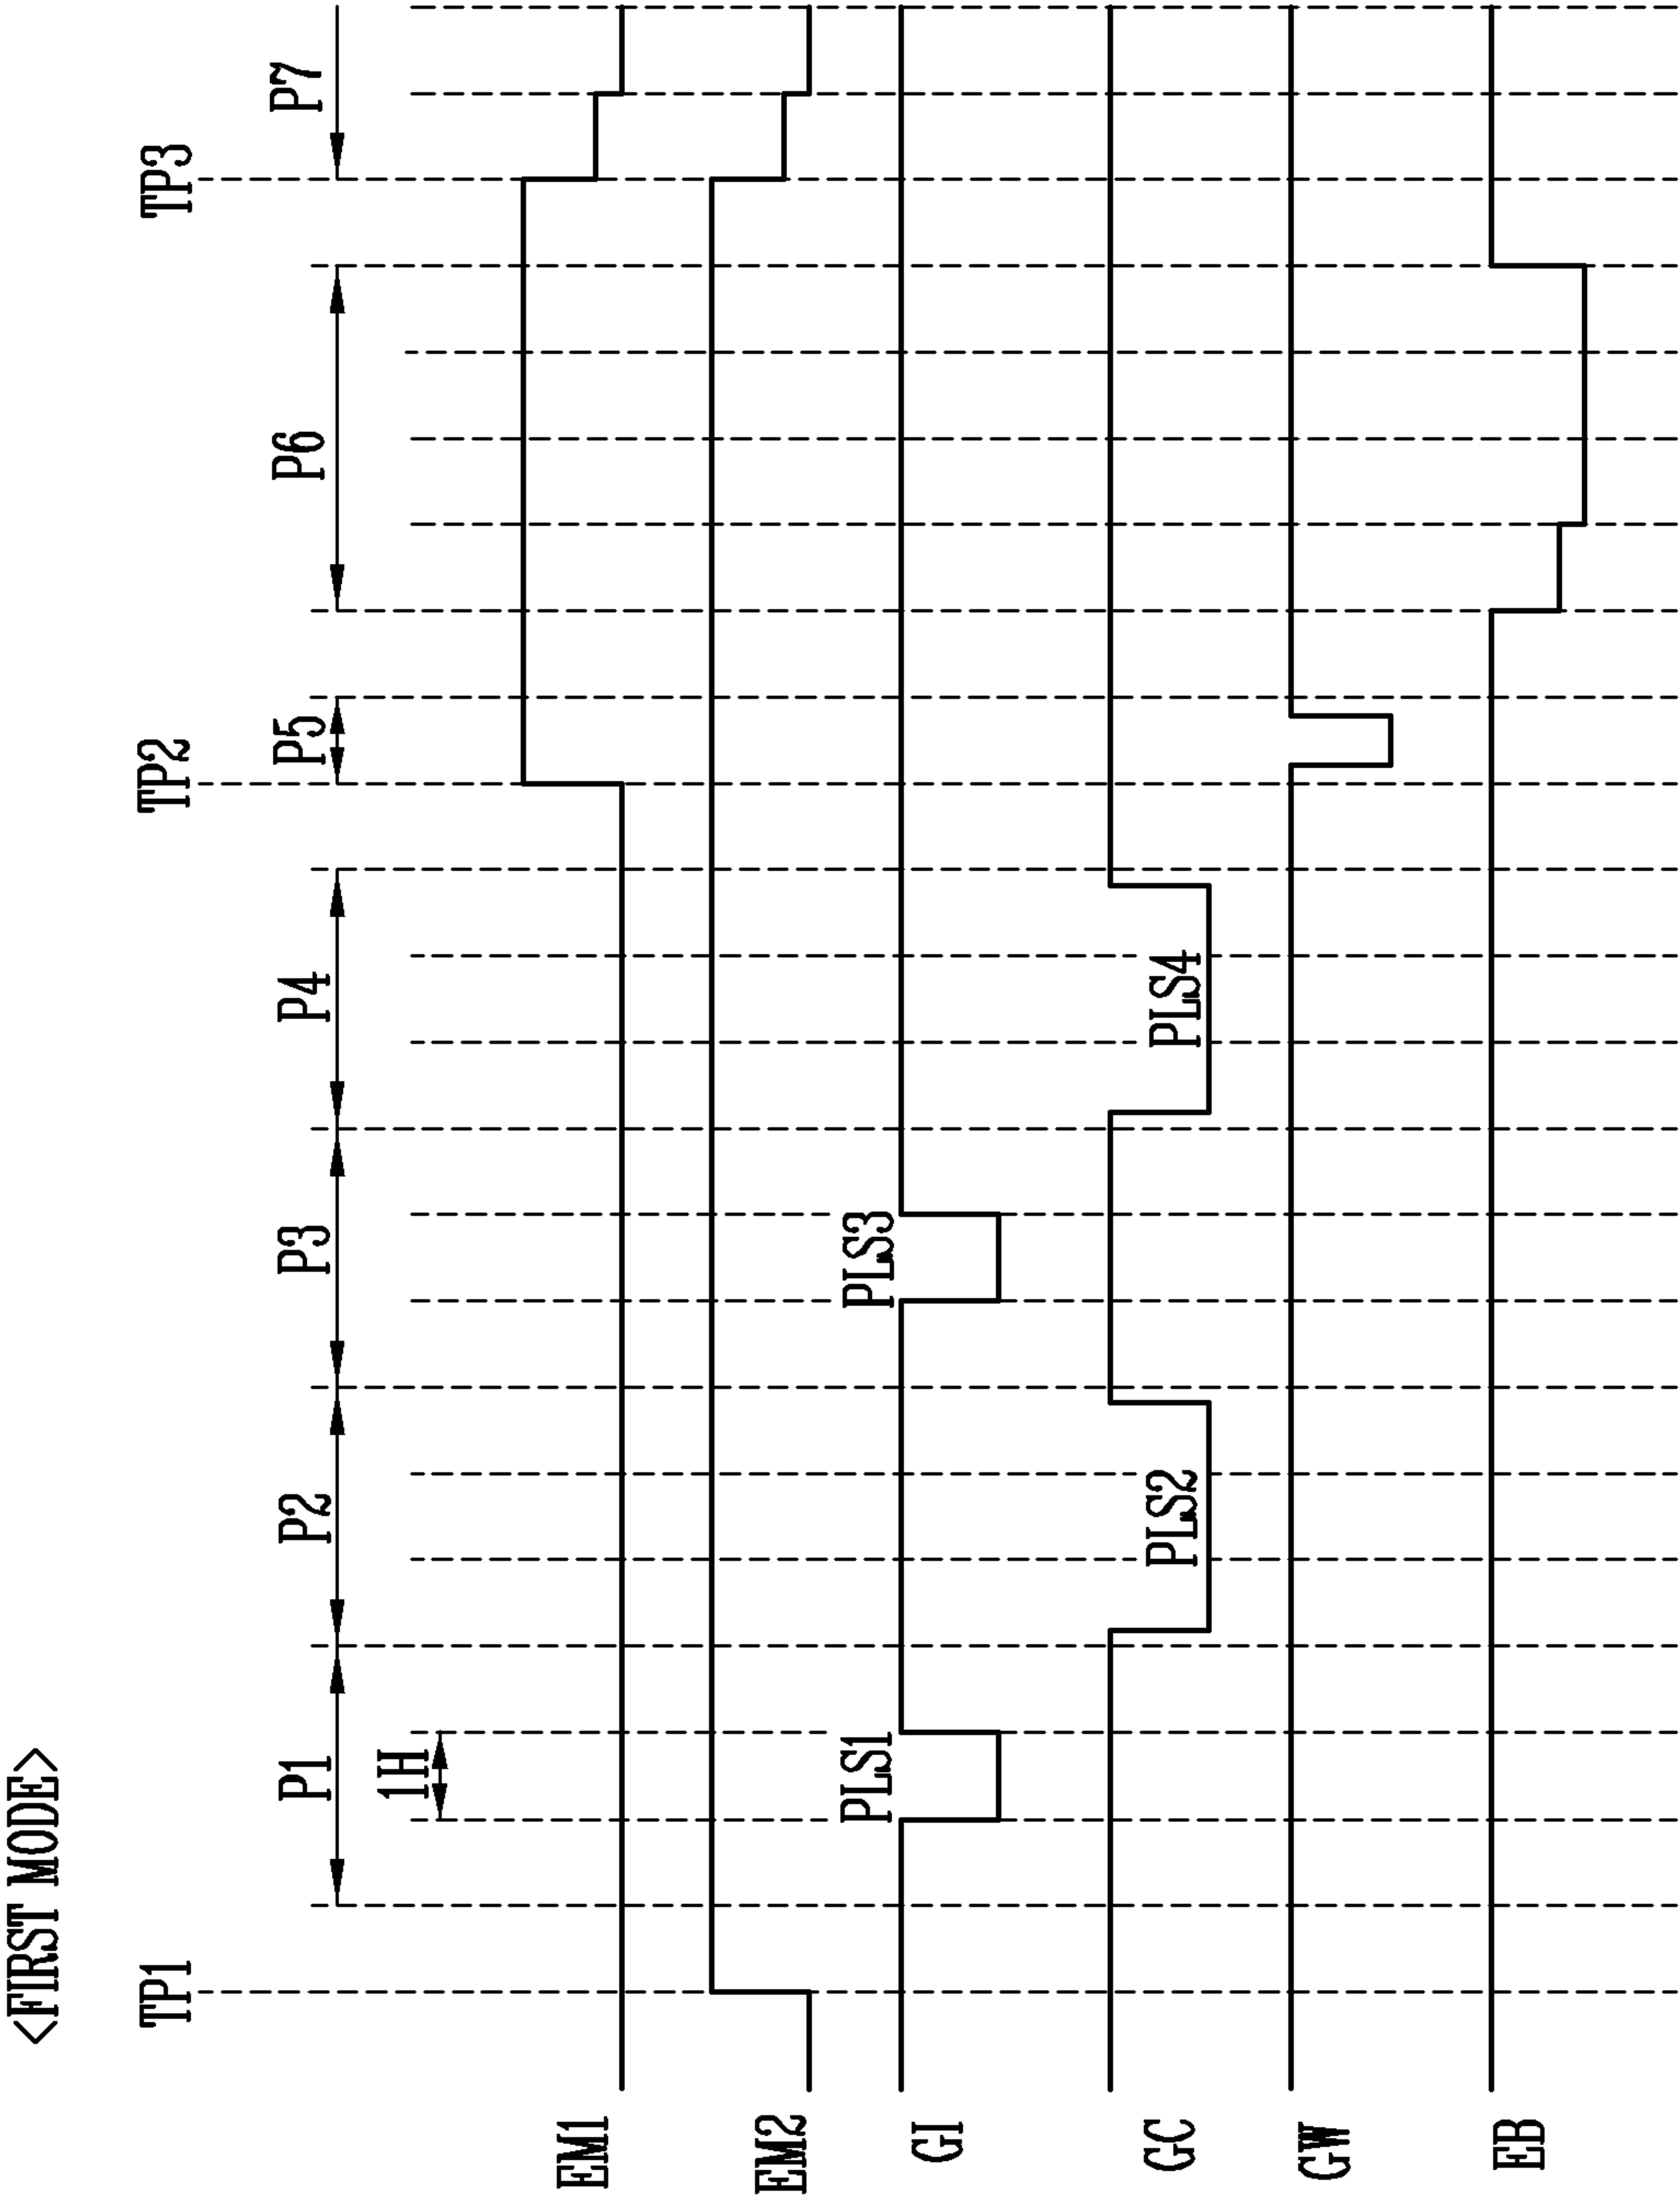 <FIRST MODE>
TP1
TP2
TP3
P1
P2
P3
P4
P5
P6
P7
1H
EM1
EM2
GI
PLS1
PLS3
GC
PLS2
PLS4
GW
EB